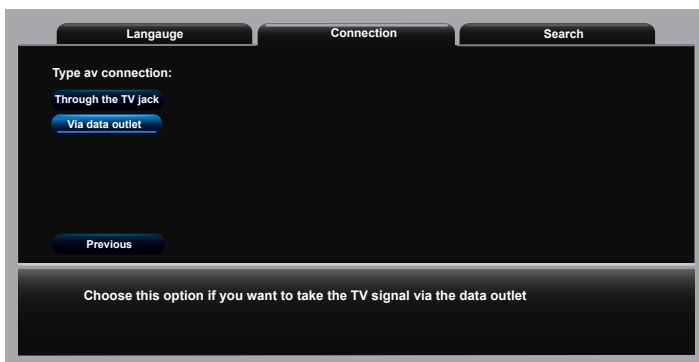 Langauge
Connection
Search
Type av connection:
Through the TV jack
Via data outlet
Previous
Choose this option if you want to take the TV signal via the data outlet